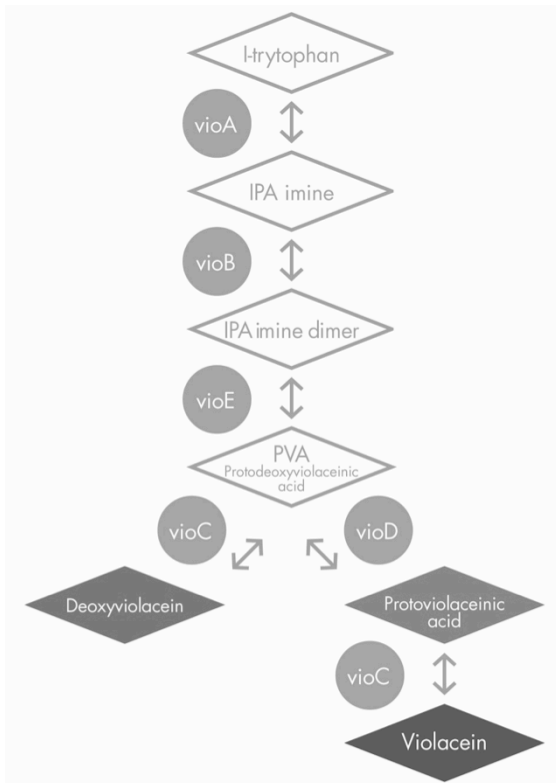 l-trytophan
vioA
IPA imine
vioB
IPA imine dimer
vioE
PVA
Protodeoxyviolaceinic
acid
vioC
vioD
Deoxyviolacein
Protoviolaceinic
acid
vioC
Violacein